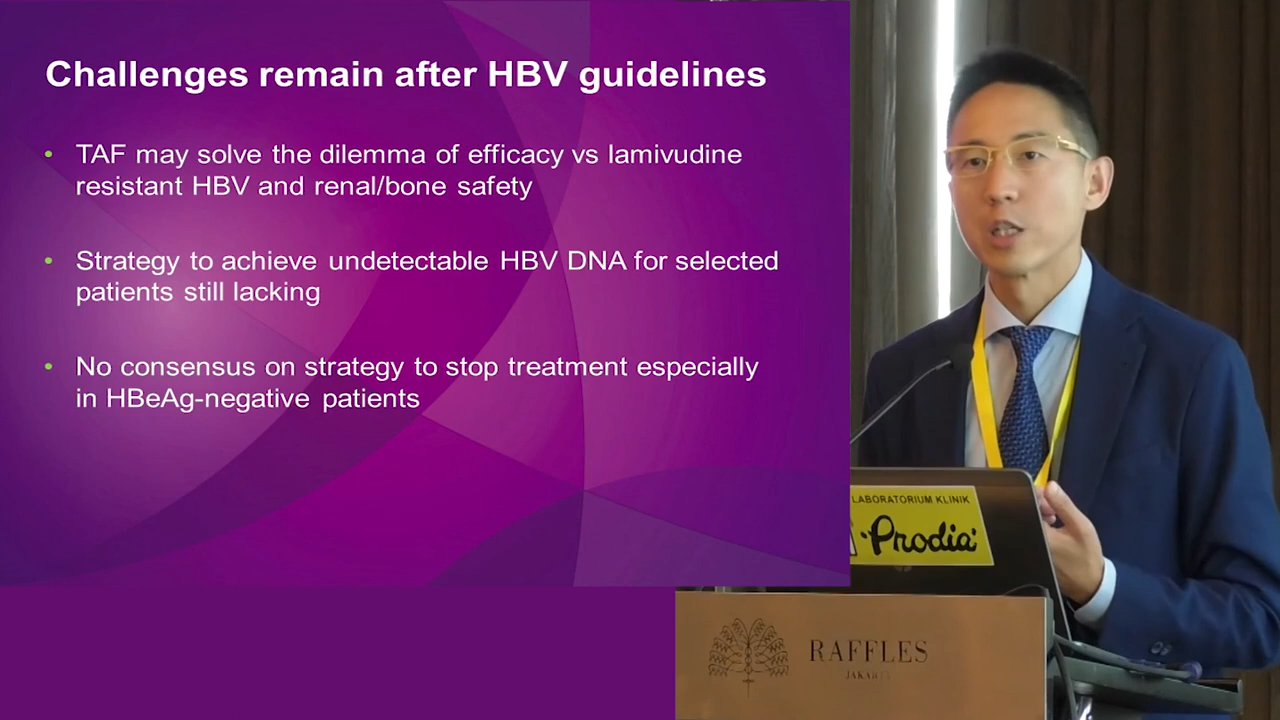 Challenges remain after HBV guidelines
• TAF may solve the dilemma of efficacy vs lamivudine
resistant HBV and renal/bone safety
• Strategy to achieve undetectable HBV DNA for selected
patients still lacking
• No consensus on strategy to stop treatment especially
in HBeAg-negative patients
LABORATORIUM KLINIK
Prodia
RAFFLES
JAKARTA